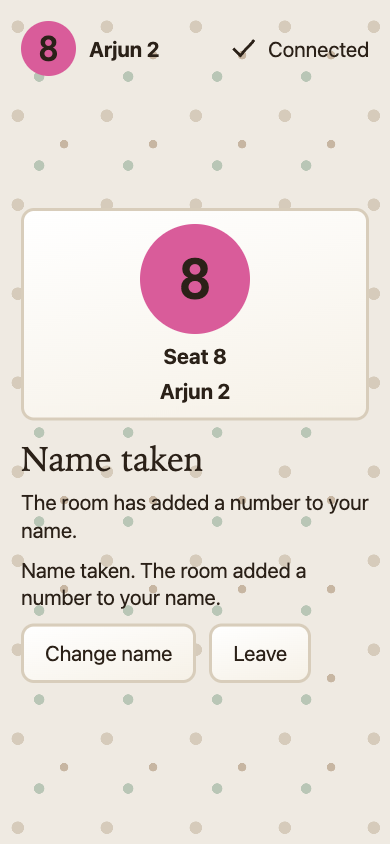 8 Arjun 2 Connected
8
Seat 8
Arjun 2
Name taken
The room has added a number to your
name.
Name taken. The room added a
number to your name.
Change name Leave